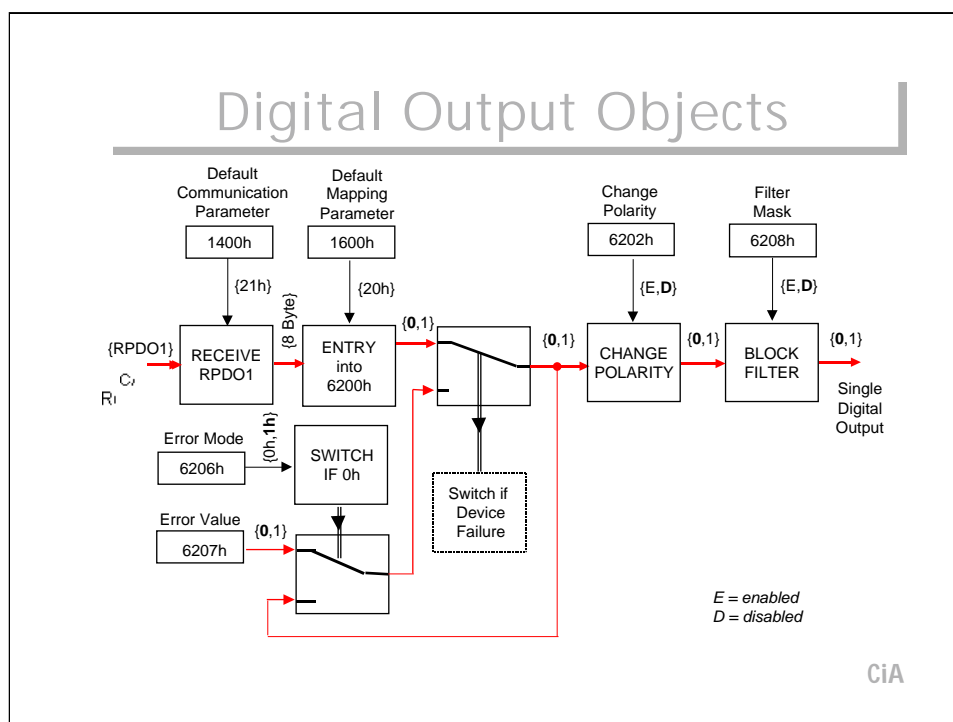 Digital Output Objects
Default
Communication
Parameter
1400h
Default
Mapping
Parameter
1600h
Change
Polarity
6202h
Filter
Mask
6208h
{21h}
{8 Byte}
{20h}
{E,D}
{E,D}
{RPDO1}
RECEIVE
RPDO1
ENTRY
into
6200h
{0,1}
{0,1}
CHANGE
POLARITY
{0,1}
BLOCK
FILTER
{0,1}
Single
Digital
Output
Error Mode
6206h
{0h,1h}
SWITCH
IF 0h
Switch if
Device
Failure
Error Value
6207h
{0,1}
E = enabled
D = disabled
CiA